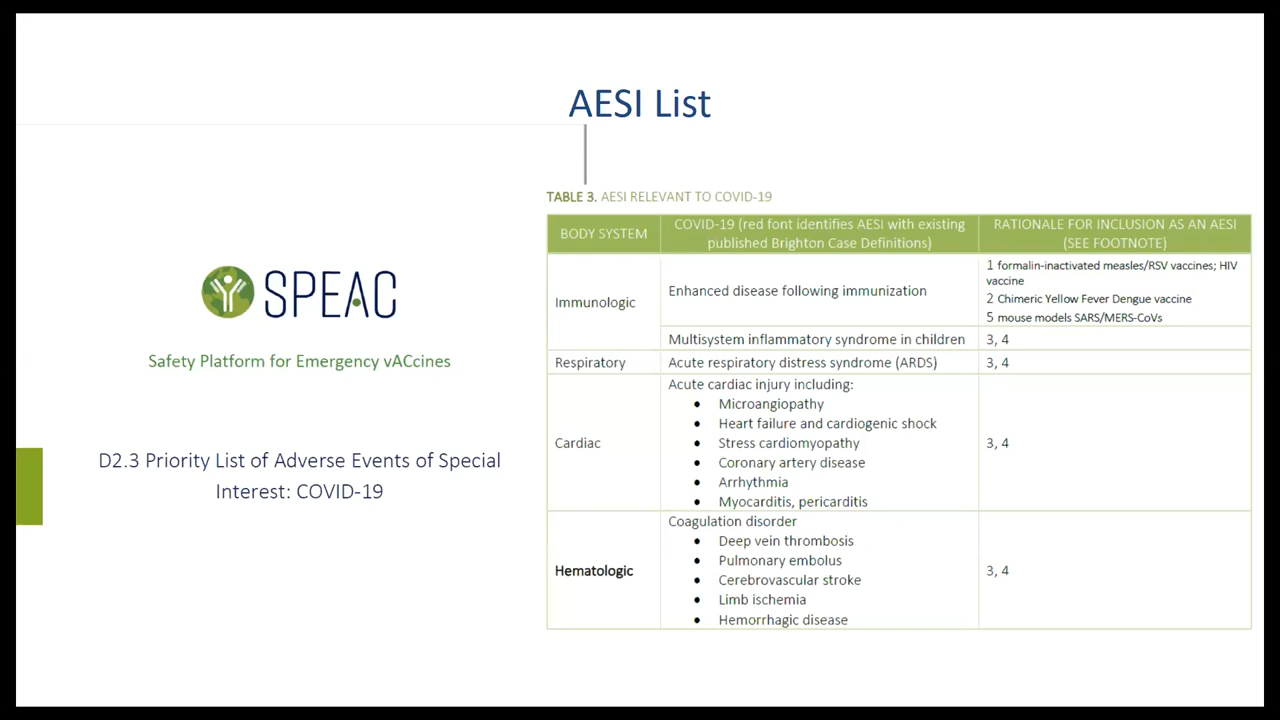 AESI List
SPEAC
Safety Platform for Emergency vACcines
D2.3 Priority List of Adverse Events of Special
Interest: COVID-19
TABLE 3. AESI RELEVANT TO COVID-19
BODY SYSTEM
COVID-19 (red font identifies AESI with existing
published Brighton Case Definitions)
RATIONALE FOR INCLUSION AS AN AESI
(SEE FOOTNOTE)
Immunologic
Enhanced disease following immunization
1 formalin-inactivated measles/RSV vaccines; HIV
vaccine
2 Chimeric Yellow Fever Dengue vaccine
5 mouse models SARS/MERS-CoVs
Multisystem inflammatory syndrome in children
3, 4
Respiratory
Acute respiratory distress syndrome (ARDS)
3, 4
Cardiac
Acute cardiac injury including:
• Microangiopathy
• Heart failure and cardiogenic shock
• Stress cardiomyopathy
• Coronary artery disease
• Arrhythmia
• Myocarditis, pericarditis
3, 4
Hematologic
Coagulation disorder
• Deep vein thrombosis
• Pulmonary embolus
• Cerebrovascular stroke
• Limb ischemia
• Hemorrhagic disease
3, 4